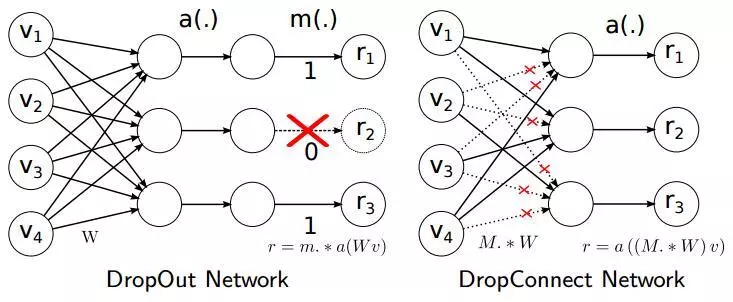 a(.) m(.)
v1
v2
v3
v4
r1
r2
r3
1
0
1
W
r = m. * a(Wv)
DropOut Network
a(.)
v1
v2
v3
v4
r1
r2
r3
M. * W
r = a ((M. * W) v)
DropConnect Network